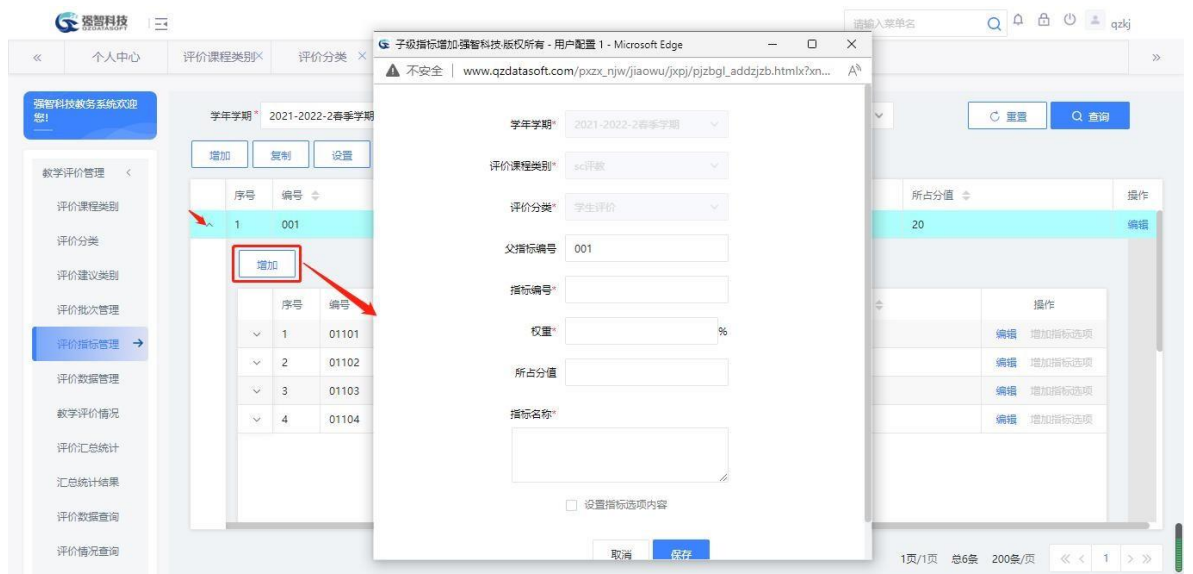 强智科技
QZDATASOFT
请输入菜单名
qzkj
«
个人中心
评价课程类别×
评价分类 ×
»
强智科技教务系统欢迎您!
教学评价管理 <
评价课程类别
评价分类
评价建议类别
评价批次管理
评价指标管理 →
评价数据管理
教学评价情况
评价汇总统计
汇总统计结果
评价数据查询
评价情况查询
学年学期* 2021-2022-2春季学期
重置
查询
增加 复制 设置
序号 编号 所占分值 操作
1 001 20 编辑
增加
序号 编号 操作
1 01101 编辑 增加指标选项
2 01102 编辑 增加指标选项
3 01103 编辑 增加指标选项
4 01104 编辑 增加指标选项
1页/1页 总6条 200条/页 « < 1 > »
子级指标增加-强智科技-版权所有 - 用户配置 1 - Microsoft Edge
不安全 | www.qzdatasoft.com/pxzx_njw/jiaowu/jxpj/pjzbgl_addzjzb.htmlx?xn...
学年学期* 2021-2022-2春季学期
评价课程类别* sci评教
评价分类* 学生评价
父指标编号 001
指标编号*
权重* %
所占分值
指标名称*
设置指标选项内容
取消 保存